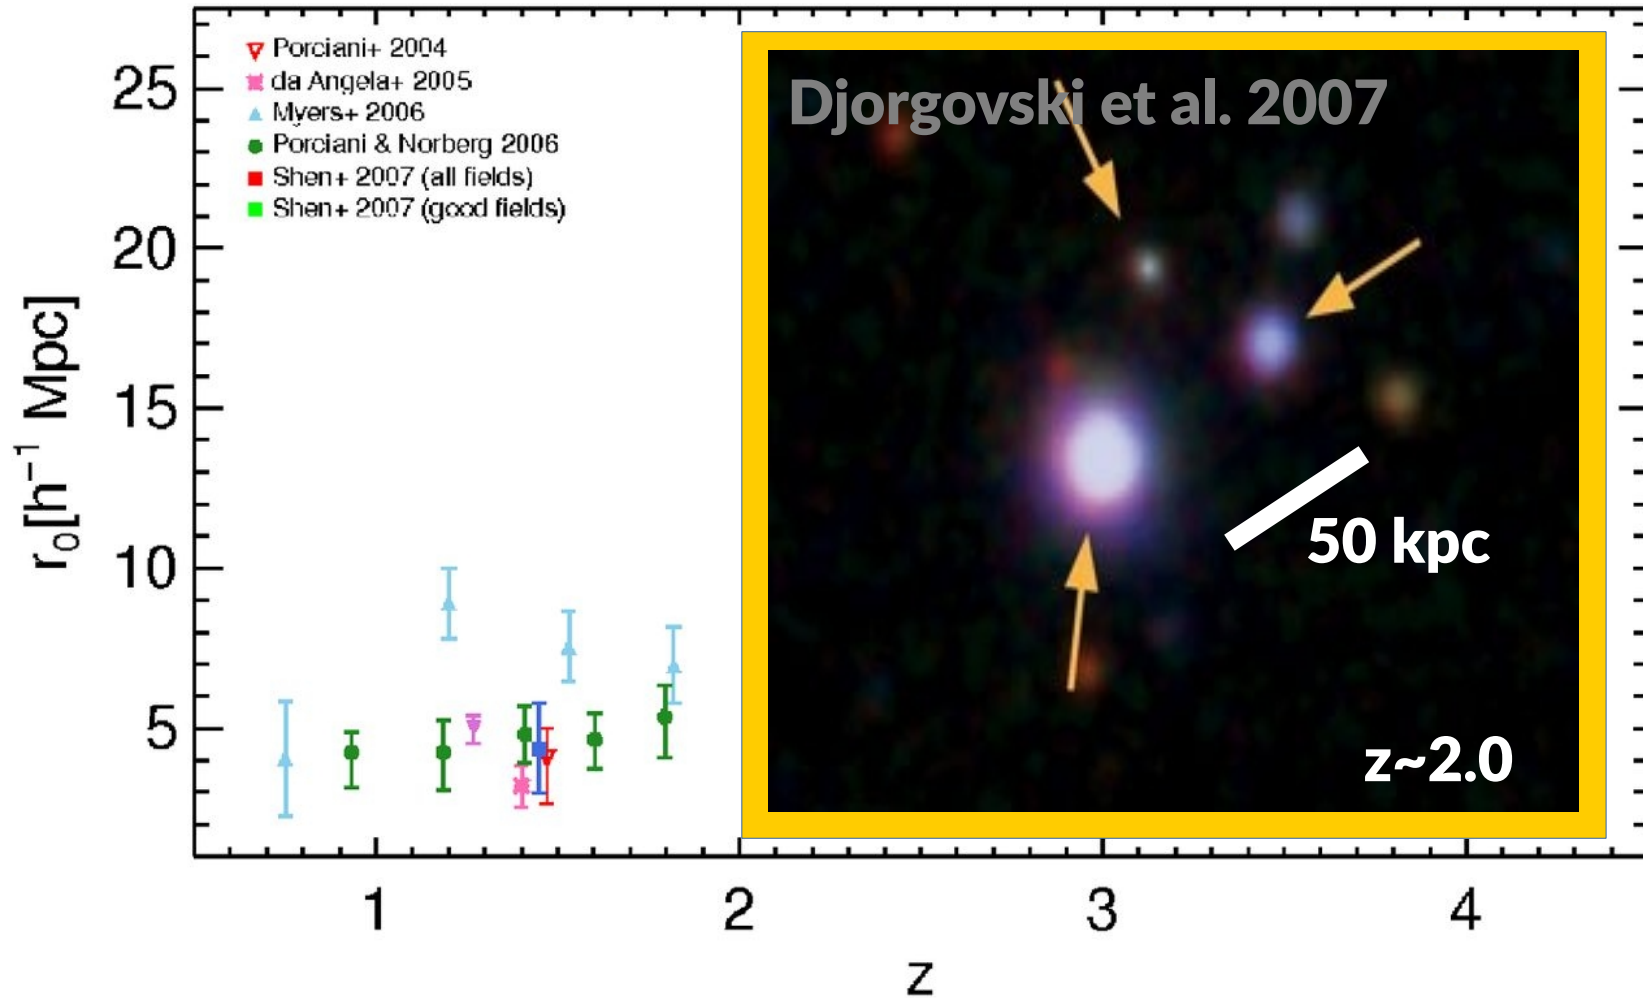 Porciani+ 2004
da Angela+ 2005
Myers+ 2006
Porciani & Norberg 2006
Shen+ 2007 (all fields)
Shen+ 2007 (good fields)
Djorgovski et al. 2007
50 kpc
z~2.0
25
20
15
10
5
r₀[h⁻¹ Mpc]
1 2 3 4
z